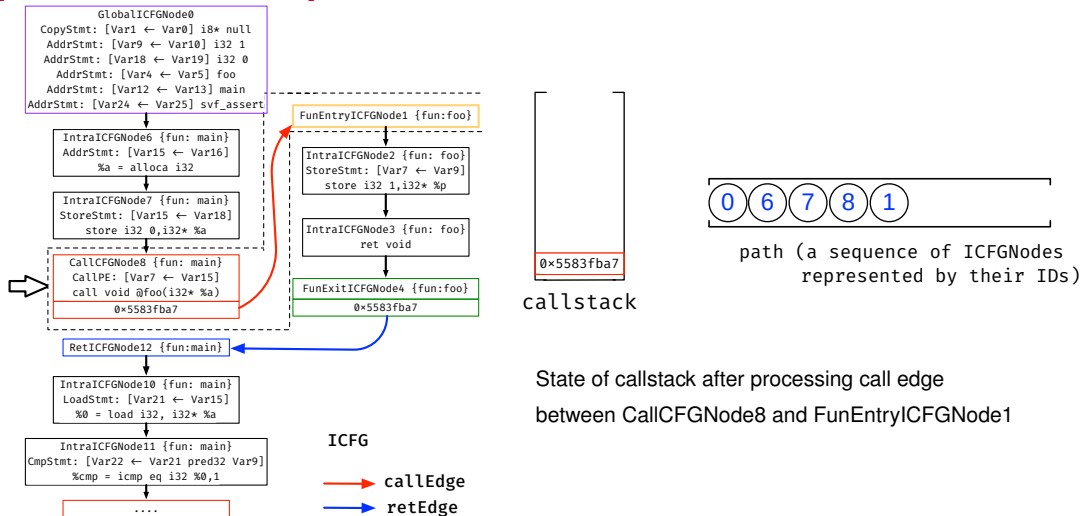 GlobalICFGNode0
CopyStmt: [Var1 ← Var0] i8* null
AddrStmt: [Var9 ← Var10] i32 1
AddrStmt: [Var18 ← Var19] i32 0
AddrStmt: [Var4 ← Var5] foo
AddrStmt: [Var12 ← Var13] main
AddrStmt: [Var24 ← Var25] svf_assert
IntraICFGNode6 {fun: main}
AddrStmt: [Var15 ← Var16]
%a = alloca i32
IntraICFGNode7 {fun: main}
StoreStmt: [Var15 ← Var18]
store i32 0,i32* %a
CallCFGNode8 {fun: main}
CallPE: [Var7 ← Var15]
call void @foo(i32* %a)
0×5583fba7
RetICFGNode12 {fun:main}
IntraICFGNode10 {fun: main}
LoadStmt: [Var21 ← Var15]
%0 = load i32, i32* %a
IntraICFGNode11 {fun: main}
CmpStmt: [Var22 ← Var21 pred32 Var9]
%cmp = icmp eq i32 %0,1
....
FunEntryICFGNode1 {fun:foo}
IntraICFGNode2 {fun: foo}
StoreStmt: [Var7 ← Var9]
store i32 1,i32* %p
IntraICFGNode3 {fun: foo}
ret void
FunExitICFGNode4 {fun:foo}
0×5583fba7
ICFG
callEdge
retEdge
0×5583fba7
callstack
0 6 7 8 1
path (a sequence of ICFGNodes
represented by their IDs)
State of callstack after processing call edge
between CallCFGNode8 and FunEntryICFGNode1